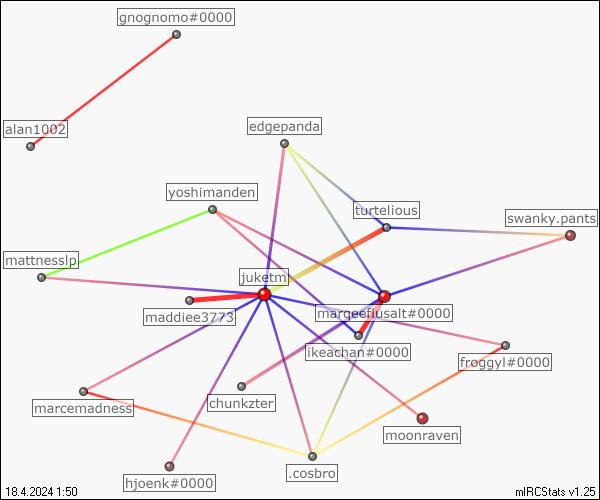 gnognomo#0000
alan1002
edgepanda
yoshimanden
turtelious
swanky.pants
mattnesslp
juketm
maddiee3773
marqeefiusalt#0000
ikeachan#0000
froggyl#0000
marcemadness
chunkzter
moonraven
.cosbro
hjoenk#0000
18.4.2024 1:50
mIRCStats v1.25